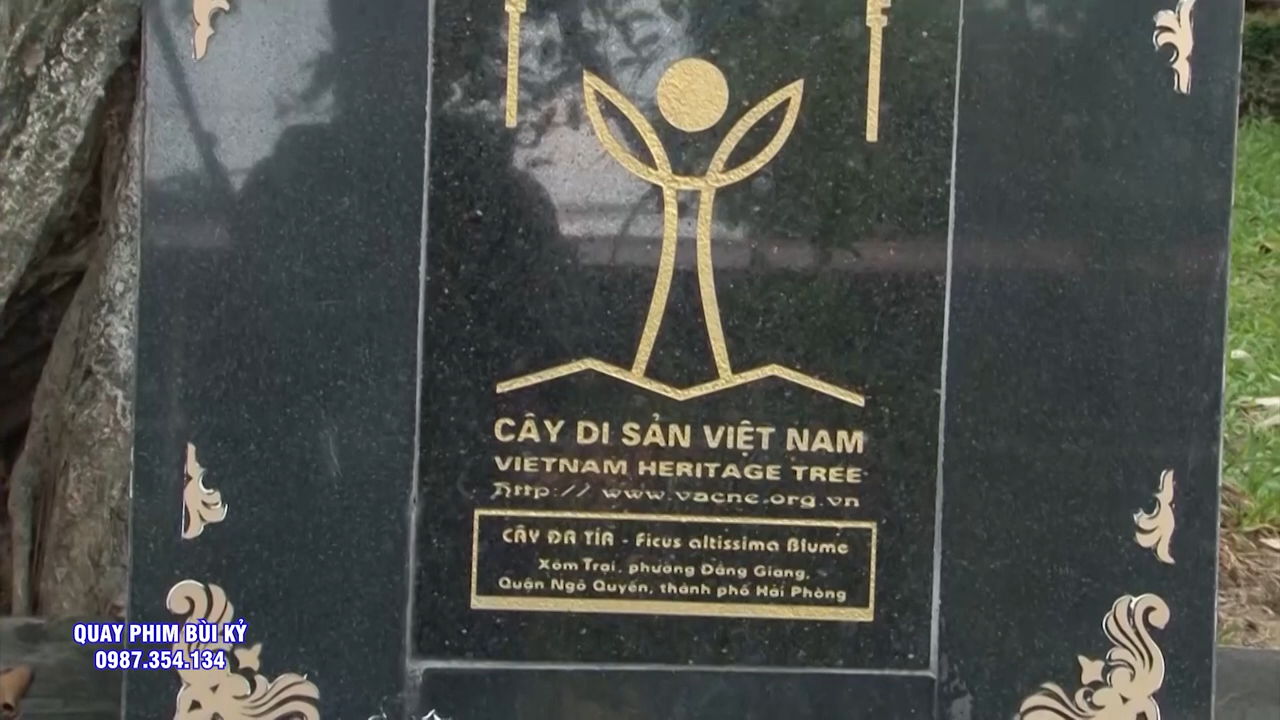 CÂY DI SẢN VIỆT NAM
VIETNAM HERITAGE TREE
http://www.vacne.org.vn
CÂY ĐA TÍA - Ficus altissima Blume
Xóm Trại, phường Đằng Giang,
Quận Ngô Quyền, thành phố Hải Phòng
QUAY PHIM BÙI KỶ
0987.354.134